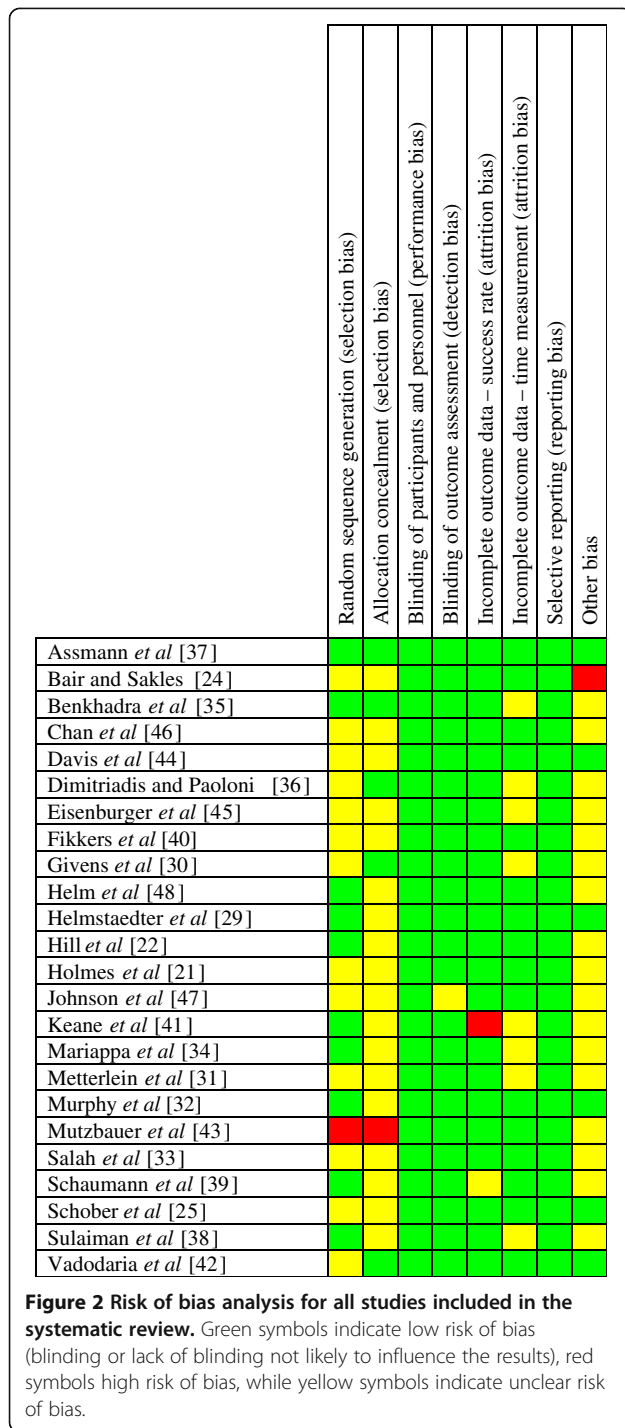 Random sequence generation (selection bias)
Allocation concealment (selection bias)
Blinding of participants and personnel (performance bias)
Blinding of outcome assessment (detection bias)
Incomplete outcome data – success rate (attrition bias)
Incomplete outcome data – time measurement (attrition bias)
Selective reporting (reporting bias)
Other bias
Assmann et al [37]
Bair and Sakles [24]
Benkhadra et al [35]
Chan et al [46]
Davis et al [44]
Dimitriadis and Paoloni [36]
Eisenburger et al [45]
Fikkers et al [40]
Givens et al [30]
Helm et al [48]
Helmstaedter et al [29]
Hill et al [22]
Holmes et al [21]
Johnson et al [47]
Keane et al [41]
Mariappa et al [34]
Metterlein et al [31]
Murphy et al [32]
Mutzbauer et al [43]
Salah et al [33]
Schaumann et al [39]
Schober et al [25]
Sulaiman et al [38]
Vadodaria et al [42]
Figure 2 Risk of bias analysis for all studies included in the
systematic review. Green symbols indicate low risk of bias
(blinding or lack of blinding not likely to influence the results), red
symbols high risk of bias, while yellow symbols indicate unclear risk
of bias.